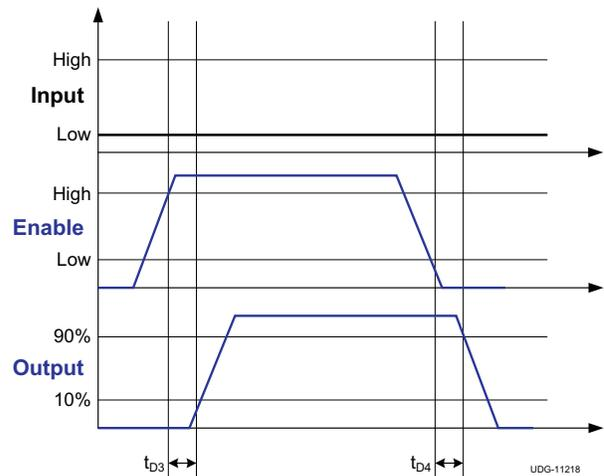 High
Input
Low
High
Enable
Low
90%
Output
10%
tD3
tD4
UDG-11218